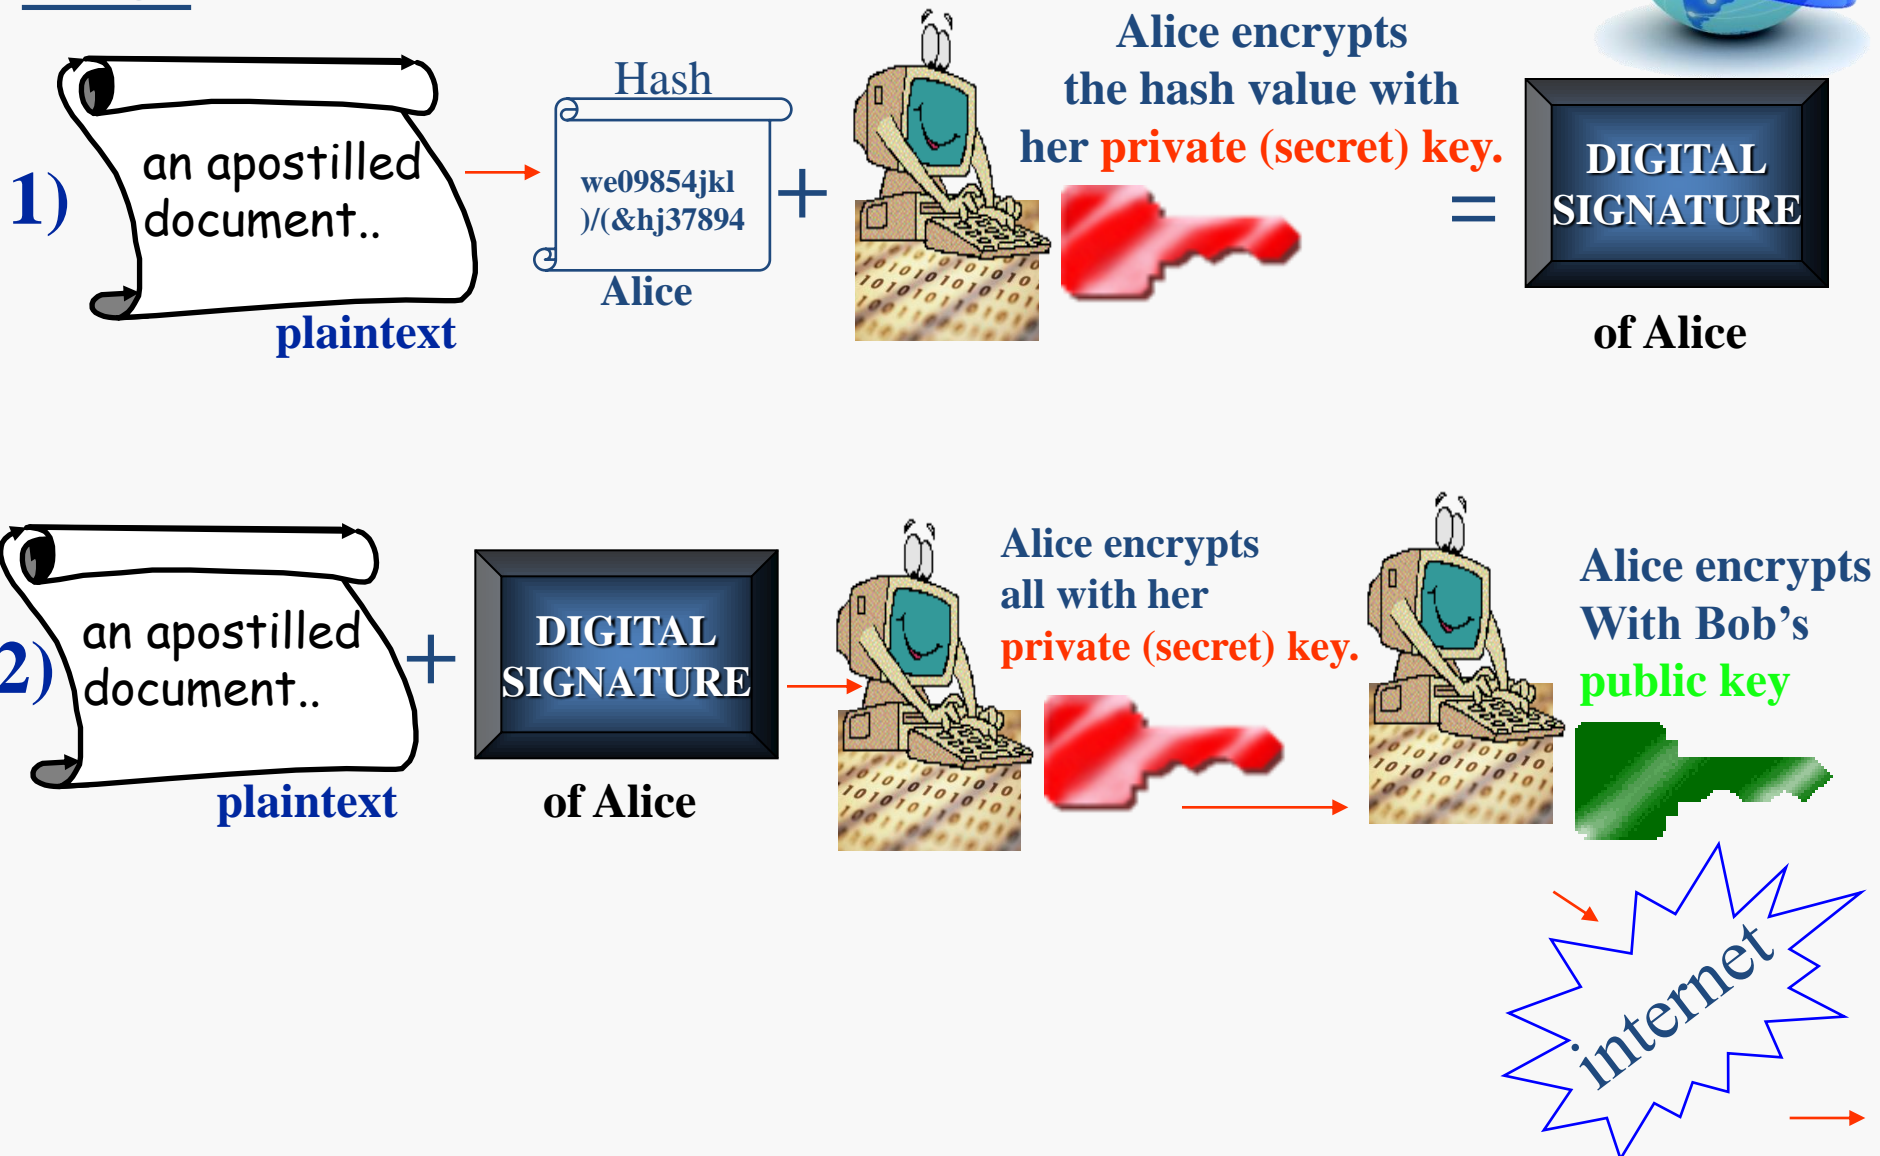 1)
an apostilled
document..
plaintext
Hash
we09854jkl
)/(&hj37894
Alice
+
Alice encrypts
the hash value with
her private (secret) key.
=
DIGITAL
SIGNATURE
of Alice
2)
an apostilled
document..
plaintext
+
DIGITAL
SIGNATURE
of Alice
Alice encrypts
all with her
private (secret) key.
Alice encrypts
With Bob's
public key
internet